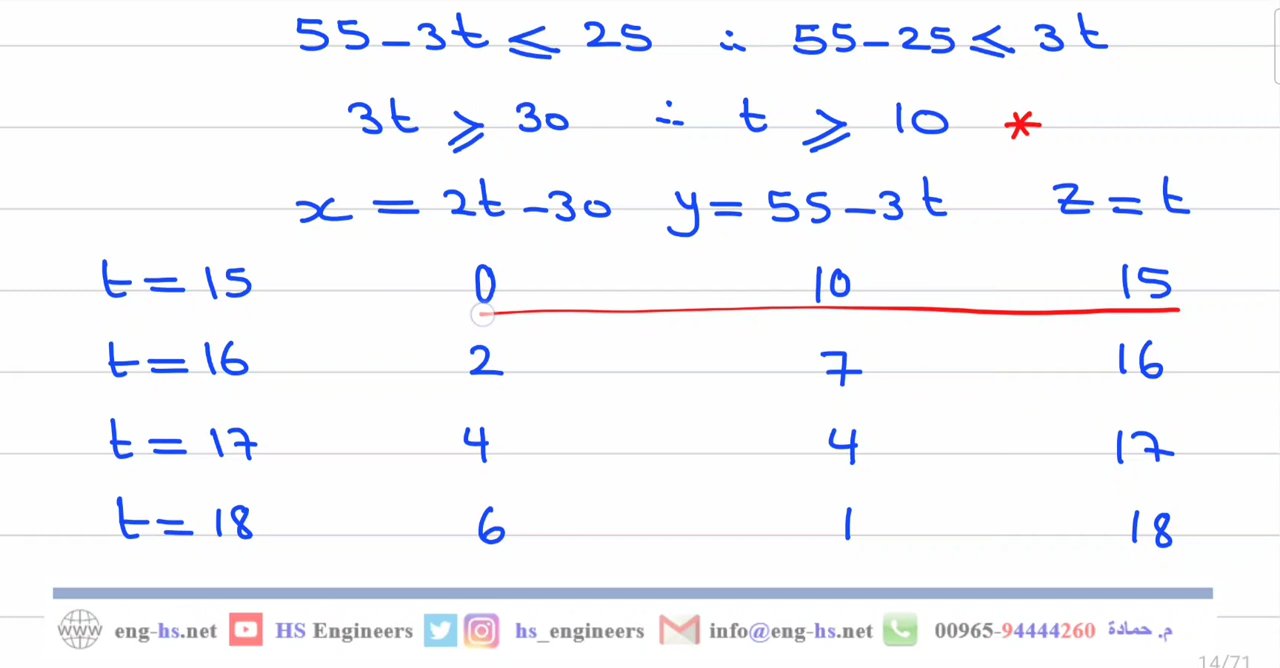 55-3t ⩽ 25 ∴ 55-25 ⩽ 3t
3t ⩾ 30 ∴ t ⩾ 10 *
x = 2t-30 y = 55-3t z = t
t = 15 0 10 15
t = 16 2 7 16
t = 17 4 4 17
t = 18 6 1 18
www eng-hs.net HS Engineers hs_engineers info@eng-hs.net 00965-94444260 م. حمادة
14/71